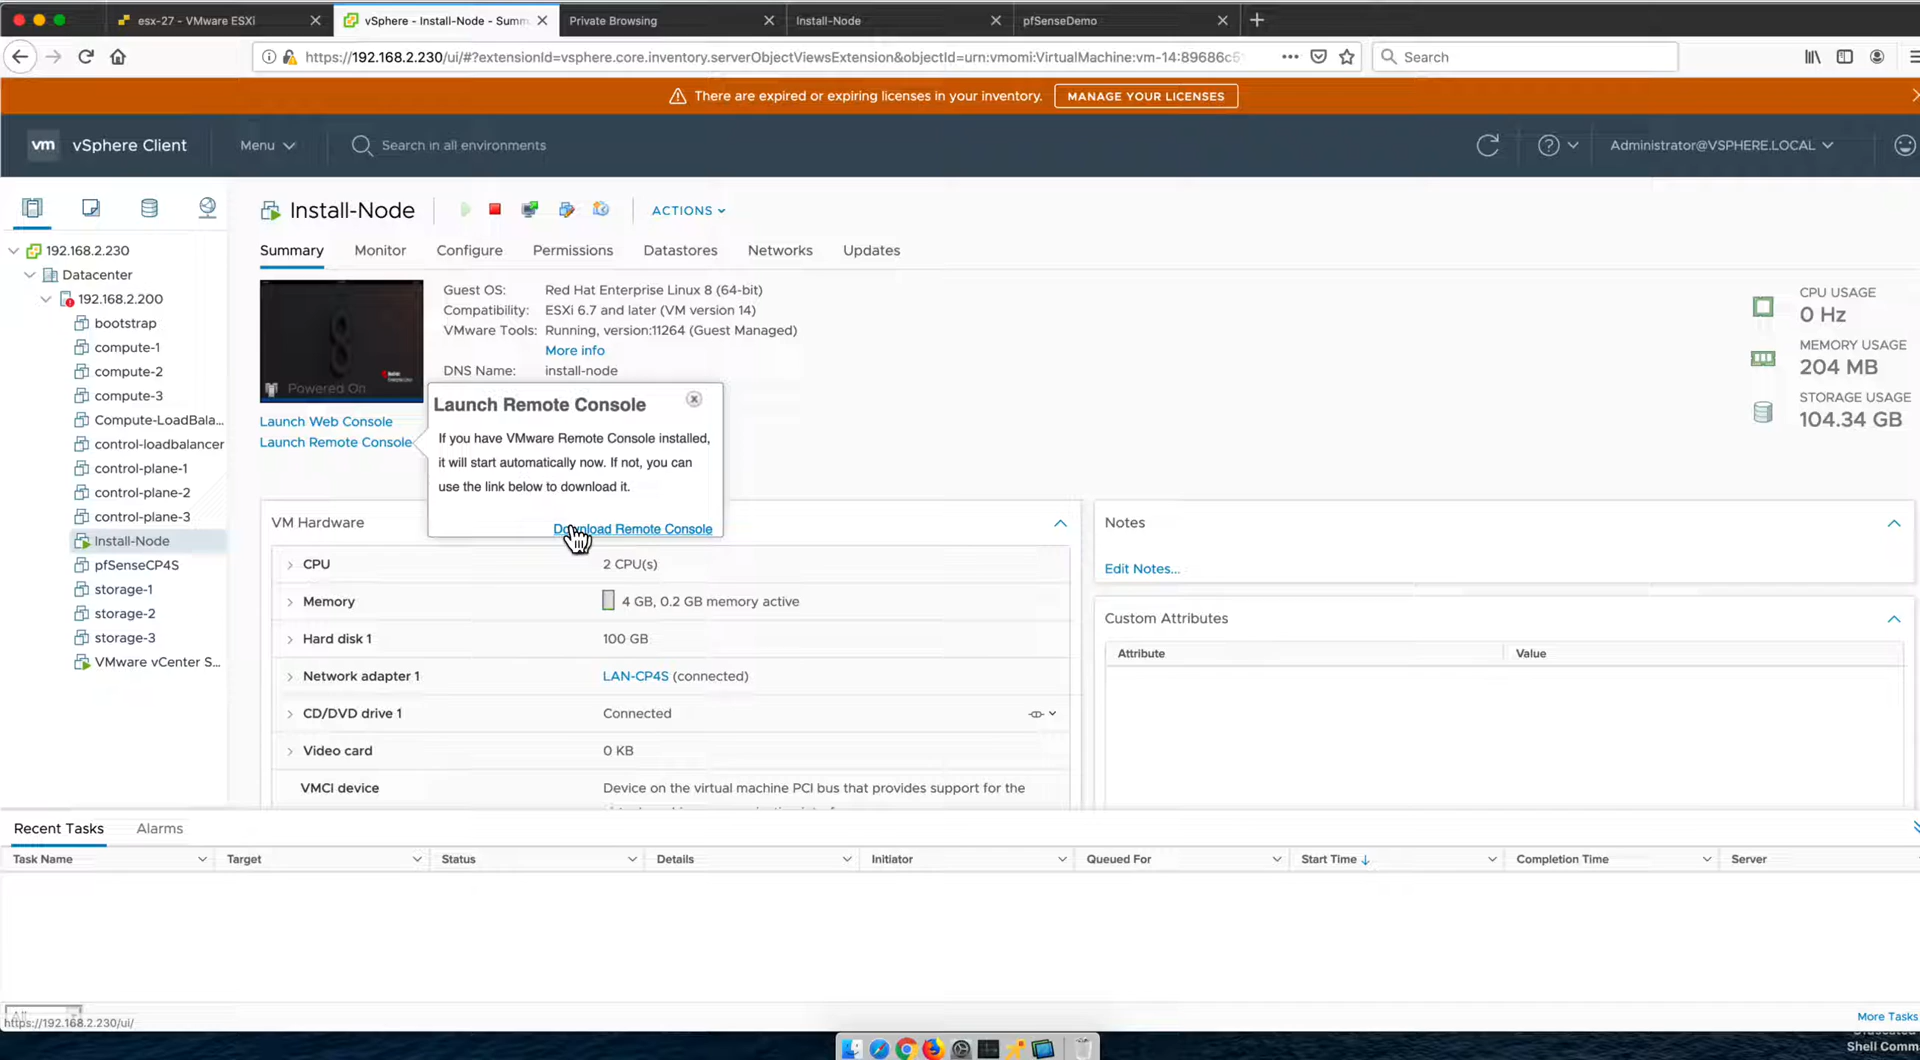 esx-27 - VMware ESXi
vSphere - Install-Node - Summ
Private Browsing
Install-Node
pfSenseDemo
https://192.168.2.230/ui/#?extensionId=vsphere.core.inventory.serverObjectViewsExtension&objectId=urn:vmomi:VirtualMachine:vm-14:89686c5
Search
There are expired or expiring licenses in your inventory.
MANAGE YOUR LICENSES
vm
vSphere Client
Menu
Search in all environments
Administrator@VSPHERE.LOCAL
192.168.2.230
Datacenter
192.168.2.200
bootstrap
compute-1
compute-2
compute-3
Compute-LoadBala...
control-loadbalancer
control-plane-1
control-plane-2
control-plane-3
Install-Node
pfSenseCP4S
storage-1
storage-2
storage-3
VMware vCenter S...
Install-Node
ACTIONS
Summary
Monitor
Configure
Permissions
Datastores
Networks
Updates
Powered On
Launch Web Console
Launch Remote Console
Guest OS: Red Hat Enterprise Linux 8 (64-bit)
Compatibility: ESXi 6.7 and later (VM version 14)
VMware Tools: Running, version:11264 (Guest Managed)
More info
DNS Name: install-node
Launch Remote Console
If you have VMware Remote Console installed,
it will start automatically now. If not, you can
use the link below to download it.
Download Remote Console
CPU USAGE
0 Hz
MEMORY USAGE
204 MB
STORAGE USAGE
104.34 GB
VM Hardware
CPU 2 CPU(s)
Memory 4 GB, 0.2 GB memory active
Hard disk 1 100 GB
Network adapter 1 LAN-CP4S (connected)
CD/DVD drive 1 Connected
Video card 0 KB
VMCI device Device on the virtual machine PCI bus that provides support for the
Notes
Edit Notes...
Custom Attributes
Attribute Value
Recent Tasks
Alarms
Task Name
Target
Status
Details
Initiator
Queued For
Start Time
Completion Time
Server
All
https://192.168.2.230/ui/
More Tasks
Shell Comm